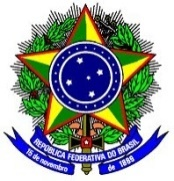 REPÚBLICA FEDERATIVA DO BRASIL
15 de novembro de 1889